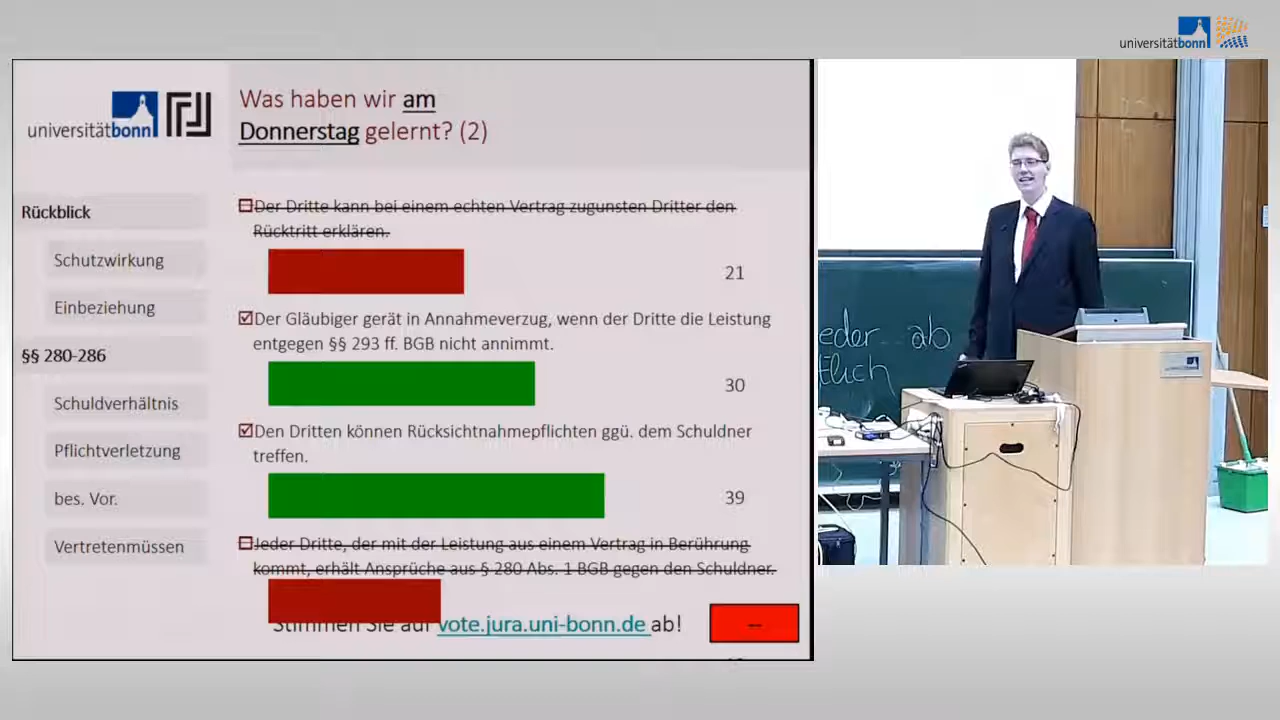 universitätbonn
universitätbonn
Was haben wir am
Donnerstag gelernt? (2)
Rückblick
Schutzwirkung
Einbeziehung
§§ 280-286
Schuldverhältnis
Pflichtverletzung
bes. Vor.
Vertretenmüssen
Der Dritte kann bei einem echten Vertrag zugunsten Dritter den
Rücktritt erklären.
21
Der Gläubiger gerät in Annahmeverzug, wenn der Dritte die Leistung
entgegen §§ 293 ff. BGB nicht annimmt.
30
Den Dritten können Rücksichtnahmepflichten ggü. dem Schuldner
treffen.
39
Jeder Dritte, der mit der Leistung aus einem Vertrag in Berührung
kommt, erhält Ansprüche aus § 280 Abs. 1 BGB gegen den Schuldner.
Stimmen Sie auf vote.jura.uni-bonn.de ab!
--
eder ab
tlich